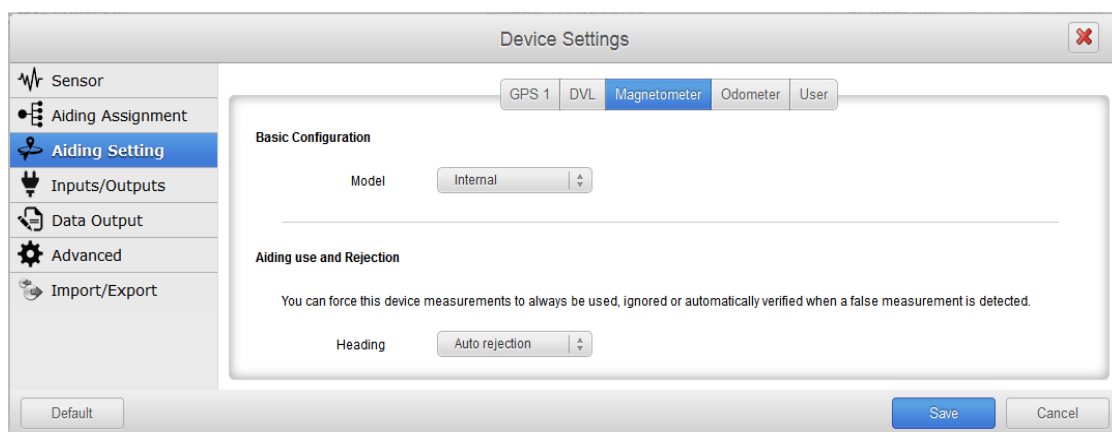 Device Settings
Sensor
Aiding Assignment
Aiding Setting
Inputs/Outputs
Data Output
Advanced
Import/Export
GPS 1 DVL Magnetometer Odometer User
Basic Configuration
Model Internal
Aiding use and Rejection
You can force this device measurements to always be used, ignored or automatically verified when a false measurement is detected.
Heading Auto rejection
Default Save Cancel